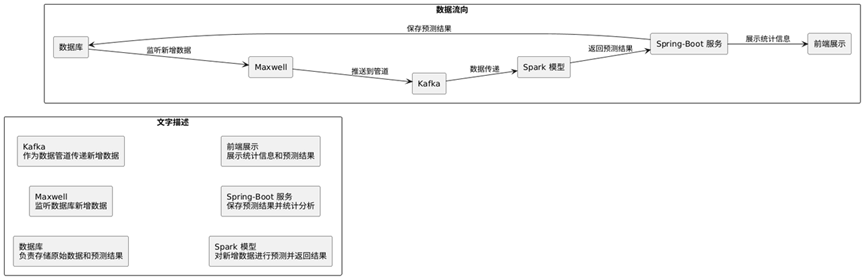 数据流向
保存预测结果
数据库
监听新增数据
Maxwell
推送到管道
Kafka
数据传递
Spark 模型
返回预测结果
Spring-Boot 服务
展示统计信息
前端展示
文字描述
Kafka
作为数据管道传递新增数据
前端展示
展示统计信息和预测结果
Maxwell
监听数据库新增数据
Spring-Boot 服务
保存预测结果并统计分析
数据库
负责存储原始数据和预测结果
Spark 模型
对新增数据进行预测并返回结果